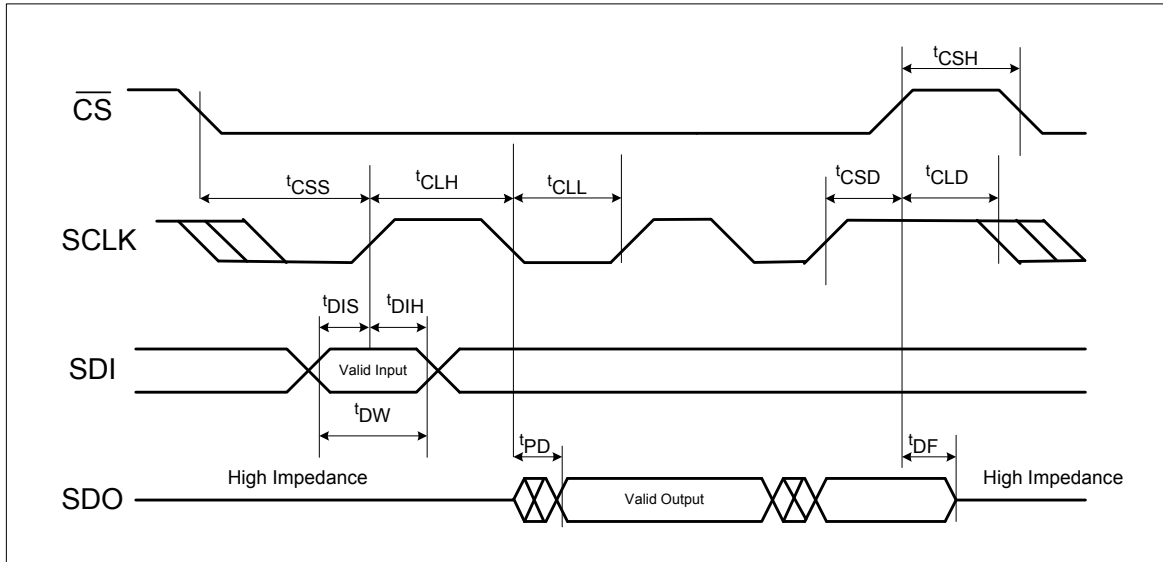 tCSH
CS
tCSS
tCLH
tCLL
tCSD
tCLD
SCLK
tDIS
tDIH
SDI
Valid Input
tDW
tPD
tDF
High Impedance
High Impedance
SDO
Valid Output